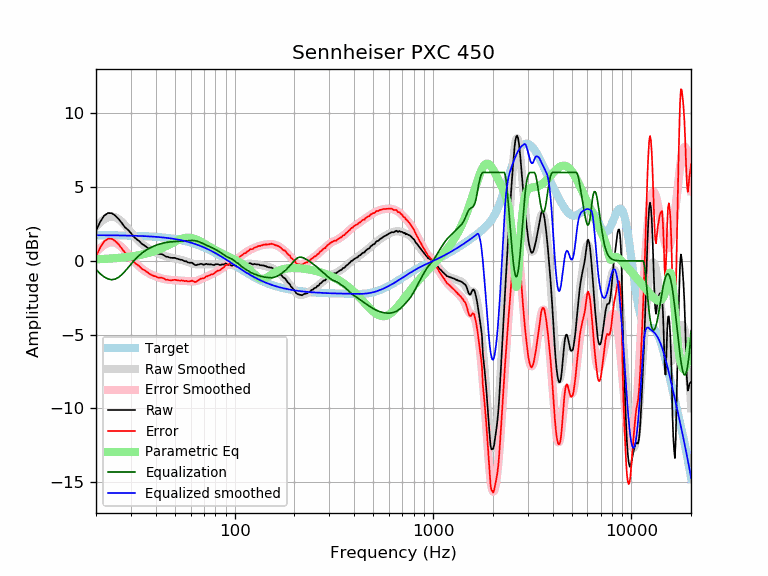 Sennheiser PXC 450
Amplitude (dBr)
10
5
0
−5
−10
−15
Target
Raw Smoothed
Error Smoothed
Raw
Error
Parametric Eq
Equalization
Equalized smoothed
100
1000
10000
Frequency (Hz)